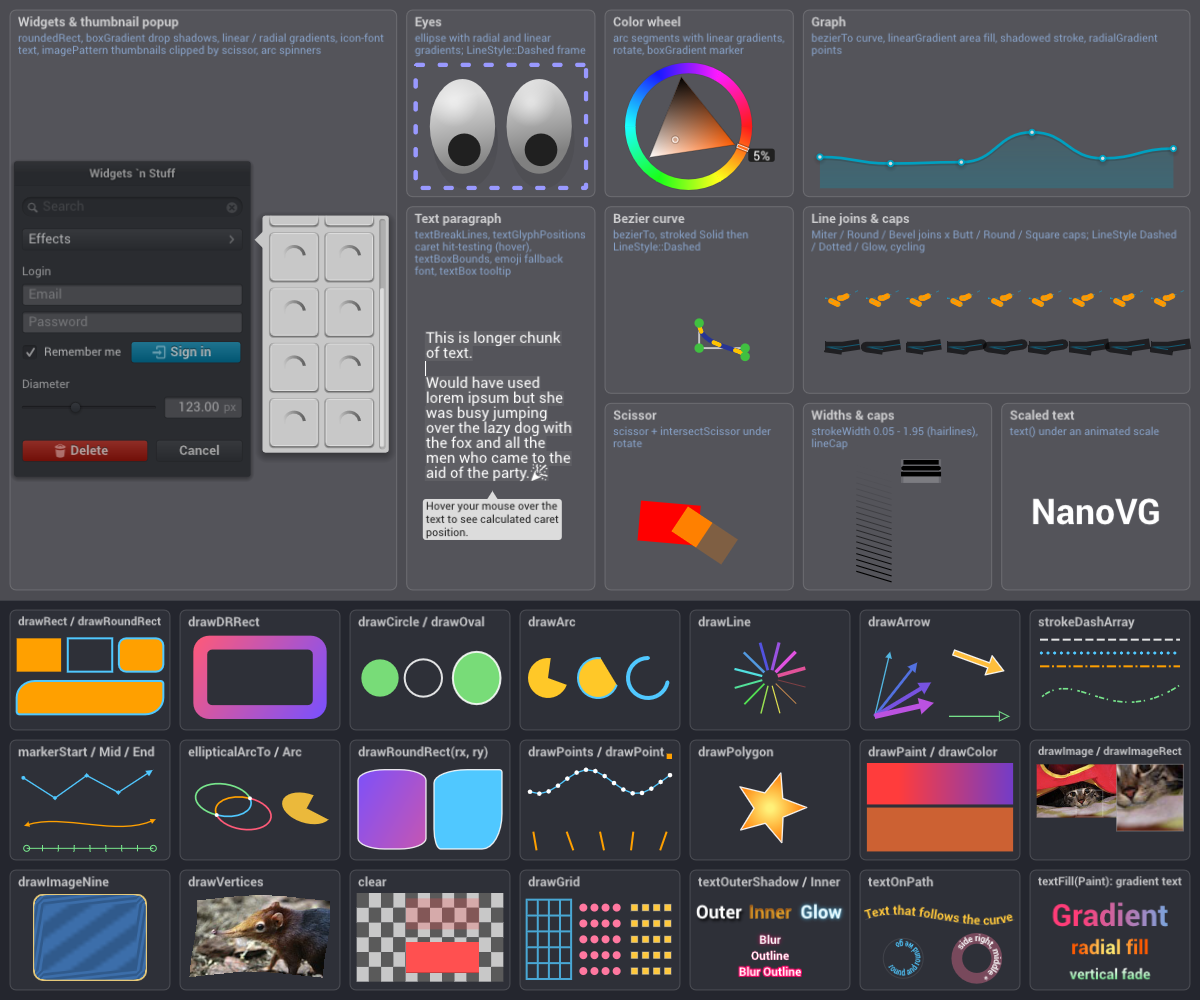 Widgets & thumbnail popup
roundedRect, boxGradient drop shadows, linear / radial gradients, icon-font
text, imagePattern thumbnails clipped by scissor, arc spinners
Widgets `n Stuff
Search
Effects
Login
Email
Password
Remember me
Sign in
Diameter
123.00 px
Delete
Cancel
Eyes
ellipse with radial and linear
gradients; LineStyle::Dashed frame
Color wheel
arc segments with linear gradients,
rotate, boxGradient marker
5%
Graph
bezierTo curve, linearGradient area fill, shadowed stroke, radialGradient
points
Text paragraph
textBreakLines, textGlyphPositions
caret hit-testing (hover),
textBoxBounds, emoji fallback
font, textBox tooltip
This is longer chunk
of text.
Would have used
lorem ipsum but she
was busy jumping
over the lazy dog with
the fox and all the
men who came to the
aid of the party.🎉
Hover your mouse over the
text to see calculated caret
position.
Bezier curve
bezierTo, stroked Solid then
LineStyle::Dashed
Line joins & caps
Miter / Round / Bevel joins x Butt / Round / Square caps; LineStyle Dashed
/ Dotted / Glow, cycling
Scissor
scissor + intersectScissor under
rotate
Widths & caps
strokeWidth 0.05 - 1.95 (hairlines),
lineCap
Scaled text
text() under an animated scale
NanoVG
drawRect / drawRoundRect
drawDRRect
drawCircle / drawOval
drawArc
drawLine
drawArrow
strokeDashArray
markerStart / Mid / End
ellipticalArcTo / Arc
drawRoundRect(rx, ry)
drawPoints / drawPoint
drawPolygon
drawPaint / drawColor
drawImage / drawImageRect
drawImageNine
drawVertices
clear
drawGrid
textOuterShadow / Inner
Outer Inner Glow
Blur
Outline
Blur Outline
textOnPath
Text that follows the curve
side right, middle •
textFill(Paint): gradient text
Gradient
radial fill
vertical fade